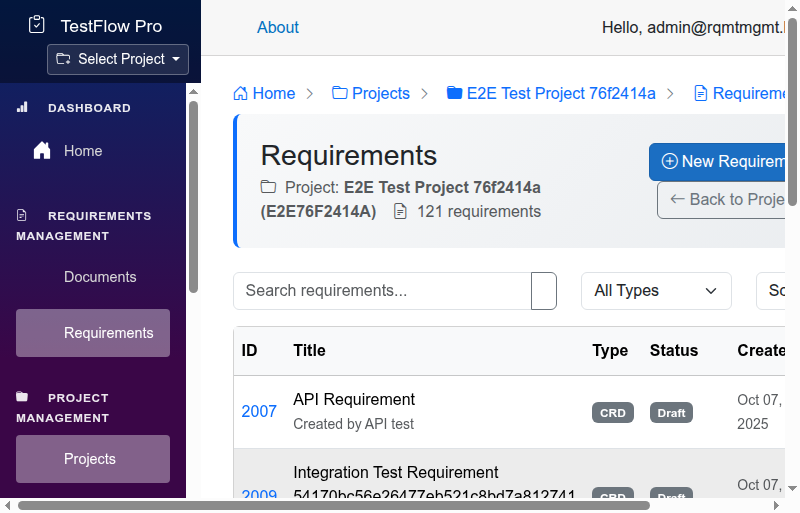 TestFlow Pro
Select Project
About
Hello, admin@rqmtmgmt.
DASHBOARD
Home
REQUIREMENTS
MANAGEMENT
Documents
Requirements
PROJECT
MANAGEMENT
Projects
Home
Projects
E2E Test Project 76f2414a
Requireme
Requirements
Project: E2E Test Project 76f2414a
(E2E76F2414A)
121 requirements
New Requirem
← Back to Proje
Search requirements...
All Types
So
ID Title Type Status Create
2007 API Requirement CRD Draft Oct 07,
Created by API test 2025
2009 Integration Test Requirement CRD Draft Oct 07,
54170bc56e26477eb521c8bd7a812741